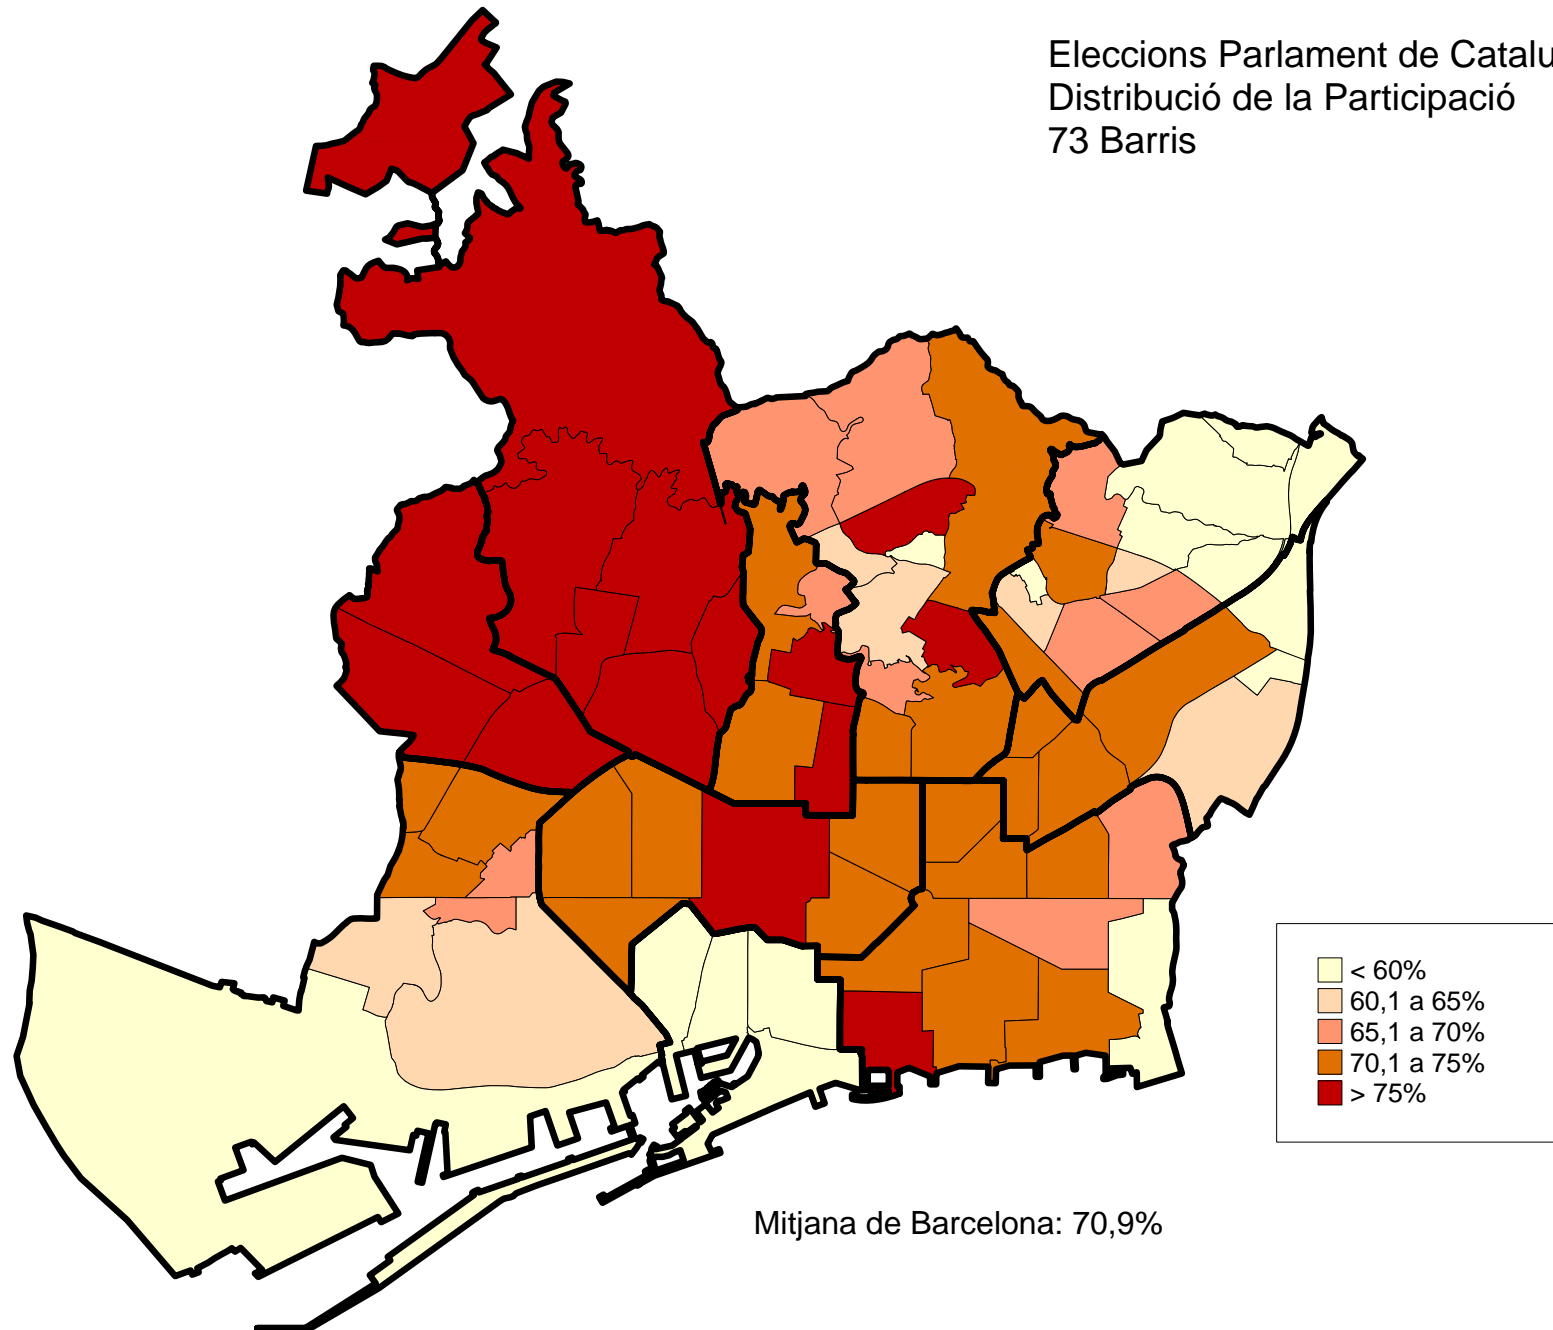 Eleccions Parlament de Catalu
Distribució de la Participació
73 Barris
< 60%
60,1 a 65%
65,1 a 70%
70,1 a 75%
> 75%
Mitjana de Barcelona: 70,9%